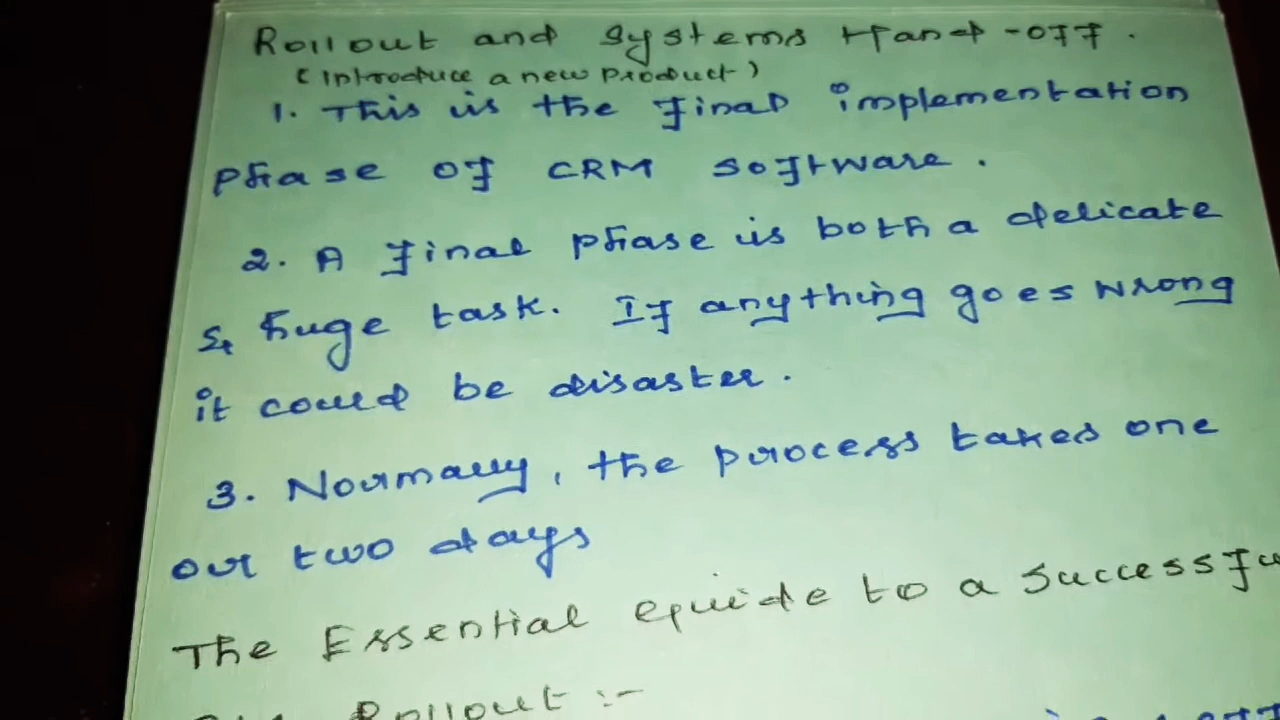 Rollout and Systems Hand-off.
(Introduce a new product)
1. This is the final implementation
phase of CRM software.
2. A final phase is both a delicate
& huge task. If anything goes wrong
it could be disaster.
3. Normally, the process takes one
our two days
The Essential guide to a Successfu
Rollout :-